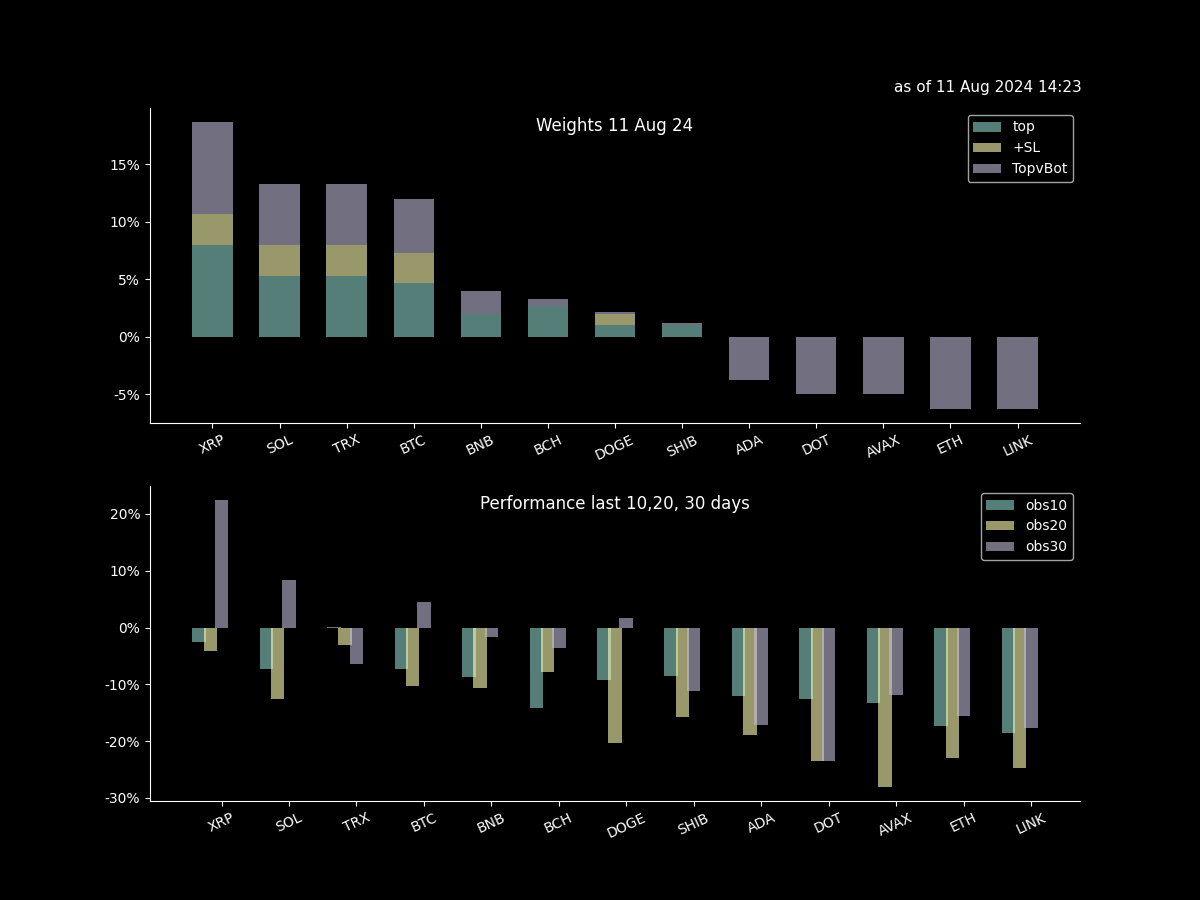 as of 11 Aug 2024 14:23
Weights 11 Aug 24
top
+SL
TopvBot
15%
10%
5%
0%
-5%
XRP SOL TRX BTC BNB BCH DOGE SHIB ADA DOT AVAX ETH LINK
Performance last 10,20, 30 days
obs10
obs20
obs30
20%
10%
0%
-10%
-20%
-30%
XRP SOL TRX BTC BNB BCH DOGE SHIB ADA DOT AVAX ETH LINK